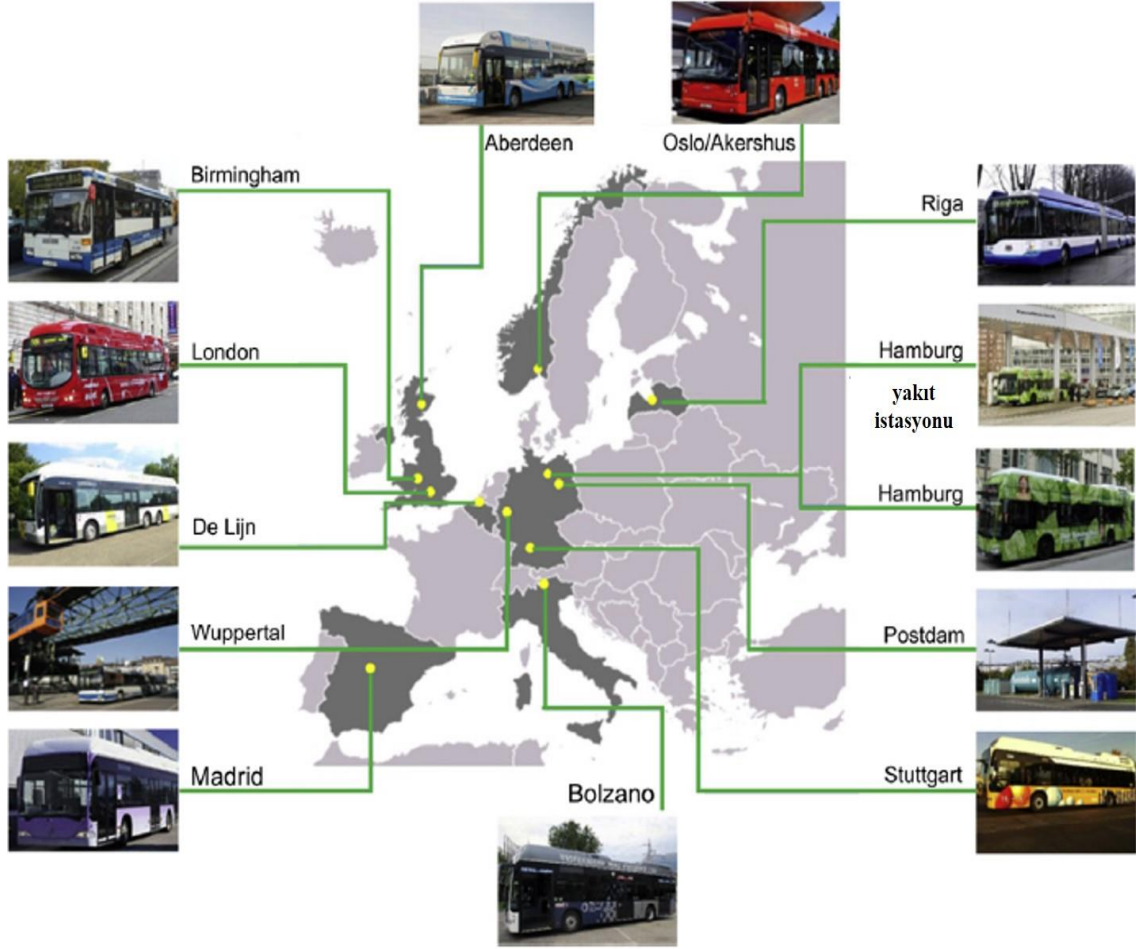 Aberdeen
Oslo/Akershus
Birmingham
Riga
London
Hamburg
yakıt
istasyonu
De Lijn
Hamburg
Wuppertal
Postdam
Madrid
Bolzano
Stuttgart